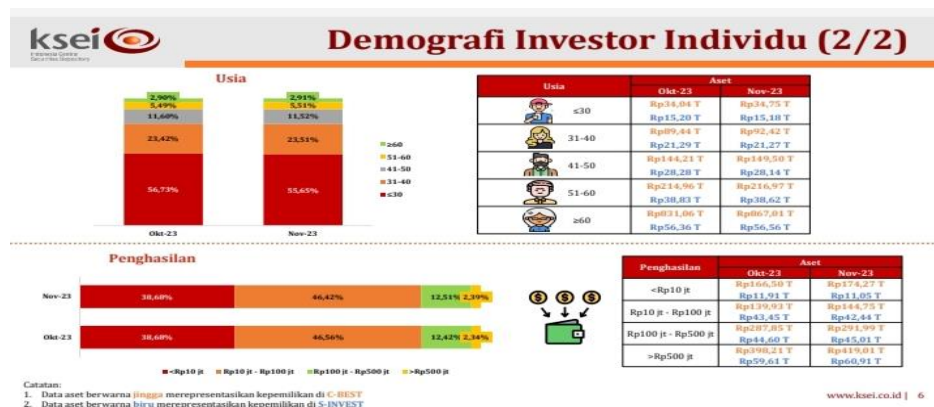 ksei
Indonesia Central
Securities Depository
Demografi Investor Individu (2/2)
Usia
2,90%
5,49%
11,60%
23,42%
56,73%
Okt-23
2,91%
5,51%
11,52%
23,51%
55,65%
Nov-23
≥60
51-60
41-50
31-40
≤30
Usia Aset
Okt-23 Nov-23
≤30 Rp34,04 T Rp34,75 T
Rp15,20 T Rp15,18 T
31-40 Rp89,44 T Rp92,42 T
Rp21,29 T Rp21,27 T
41-50 Rp144,21 T Rp149,50 T
Rp28,28 T Rp28,14 T
51-60 Rp214,96 T Rp216,97 T
Rp38,83 T Rp38,62 T
≥60 Rp831,06 T Rp867,01 T
Rp56,36 T Rp56,56 T
Penghasilan
Nov-23 38,68% 46,42% 12,51% 2,39%
Okt-23 38,68% 46,56% 12,42% 2,34%
<Rp10 jt Rp10 jt - Rp100 jt Rp100 jt - Rp500 jt >Rp500 jt
Penghasilan Aset
Okt-23 Nov-23
<Rp10 jt Rp166,50 T Rp174,27 T
Rp11,91 T Rp11,05 T
Rp10 jt - Rp100 jt Rp139,93 T Rp144,75 T
Rp43,45 T Rp42,44 T
Rp100 jt - Rp500 jt Rp287,85 T Rp291,99 T
Rp44,60 T Rp45,01 T
>Rp500 jt Rp398,21 T Rp419,01 T
Rp59,61 T Rp60,91 T
Catatan:
1. Data aset berwarna jingga merepresentasikan kepemilikan di C-BEST
2. Data aset berwarna biru merepresentasikan kepemilikan di S-INVEST
www.ksei.co.id | 6